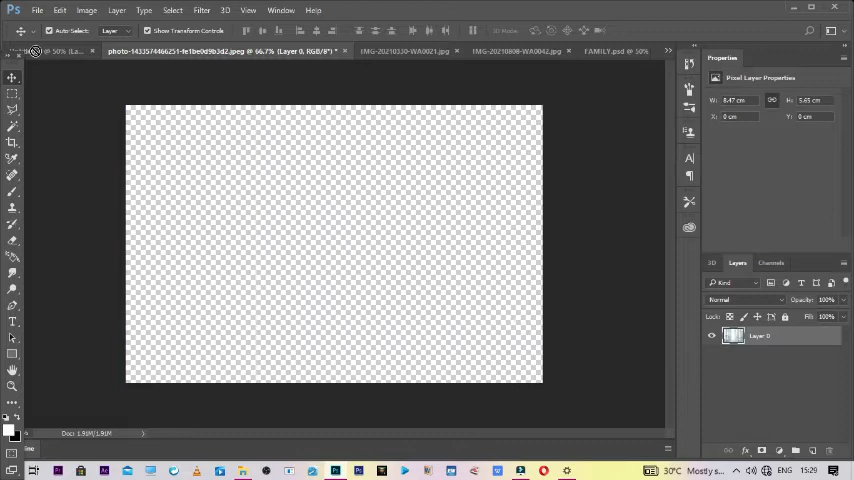 Ps File Edit Image Layer Type Select Filter 3D View Window Help
Auto-Select: Layer Show Transform Controls 3D Mode:
@ 50% (La... × photo-1433574466251-fe1be0d9b3d2.jpeg @ 66.7% (Layer 0, RGB/8*) * × IMG-20210330-WA0021.jpg × IMG-20210808-WA0042.jpg × FAMILY.psd @ 50% >>
Properties
Pixel Layer Properties
W: 8.47 cm H: 5.65 cm
X: 0 cm Y: 0 cm
3D Layers Channels
Kind
Normal Opacity: 100%
Lock: Fill: 100%
Layer 0
Doc: 1.91M/1.91M
ine
30°C Mostly s... ENG 15:29